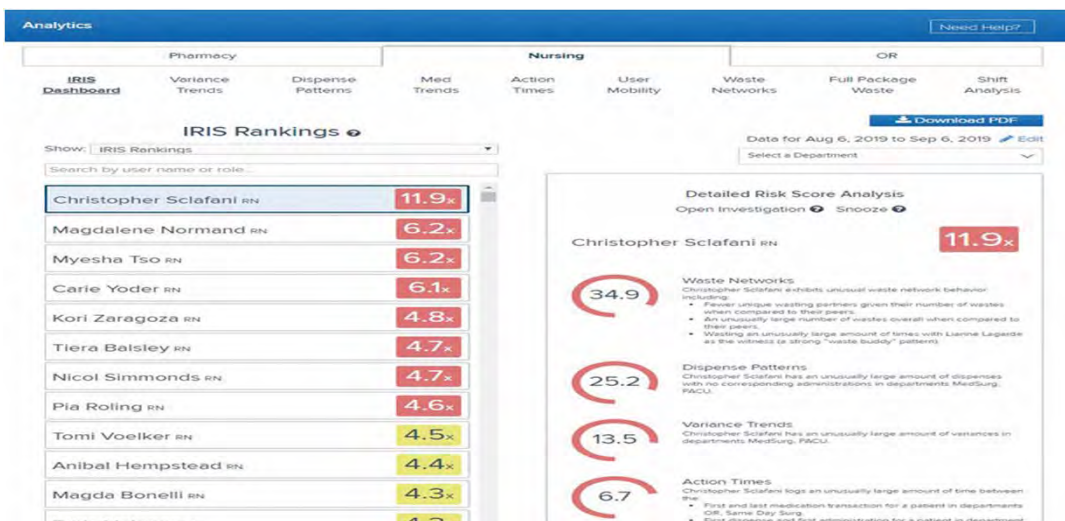 Analytics
Need Help?
Pharmacy
Nursing
OR
IRIS Dashboard
Variance Trends
Dispense Patterns
Med Trends
Action Times
User Mobility
Waste Networks
Full Package Waste
Shift Analysis
Download PDF
IRIS Rankings
Data for Aug 6, 2019 to Sep 6, 2019 Edit
Show: IRIS Rankings
Select a Department
Search by user name or role...
Christopher Sclafani RN 11.9x
Magdalene Normand RN 6.2x
Myesha Tso RN 6.2x
Carie Yoder RN 6.1x
Kori Zaragoza RN 4.8x
Tiera Balsley RN 4.7x
Nicol Simmonds RN 4.7x
Pia Roling RN 4.6x
Tomi Voelker RN 4.5x
Anibal Hempstead RN 4.4x
Magda Bonelli RN 4.3x
Detailed Risk Score Analysis
Open Investigation Snooze
Christopher Sclafani RN 11.9x
34.9
Waste Networks
Christopher Sclafani exhibits unusual waste network behavior
including:
• Fewer unique wasting partners given their number of wastes
when compared to their peers.
• An unusually large number of wastes overall when compared to
their peers.
• Wasting an unusually large amount of times with Lianne Lagarde
as the witness (a strong "waste buddy" pattern).
25.2
Dispense Patterns
Christopher Sclafani has an unusually large amount of dispenses
with no corresponding administrations in departments MedSurg,
PACU.
13.5
Variance Trends
Christopher Sclafani has an unusually large amount of variances in
departments MedSurg, PACU.
6.7
Action Times
Christopher Sclafani logs an unusually large amount of time between
the
• First and last medication transaction for a patient in departments
OR, Same Day Surg.
• First dispense and first administration for a patient in department